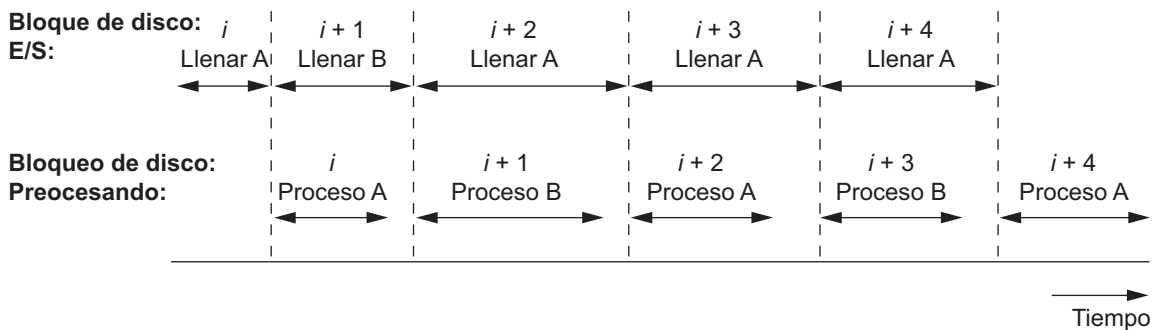 Bloque de disco: i i + 1 i + 2 i + 3 i + 4
E/S: Llenar A Llenar B Llenar A Llenar A Llenar A
Bloqueo de disco: i i + 1 i + 2 i + 3 i + 4
Preocesando: Proceso A Proceso B Proceso A Proceso B Proceso A
Tiempo